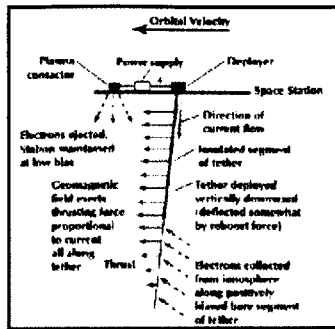 Orbital Velocity
Plasma
contactor
Power supply
Deployer
Space Station
Electrons ejected,
Station maintained
at low bias
Direction of
current flow
Insulated segment
of tether
Geomagnetic
field exerts
thrusting force
proportional
to current
all along
tether
Tether deployed
vertically downward
(deflected somewhat
by reboost force)
Thrust
Electrons collected
from ionosphere
along positively
biased bare segment
of tether